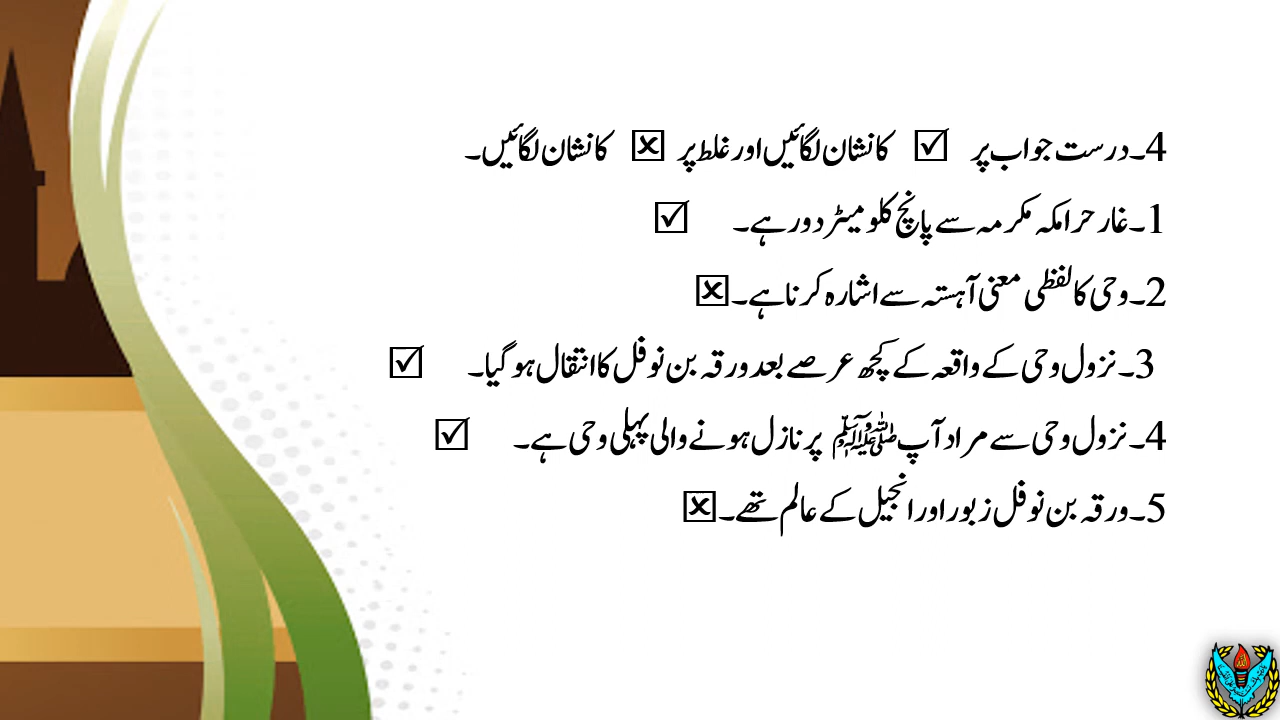 4۔درست جواب پر ☑ کا نشان لگائیں اور غلط پر ☒ کا نشان لگائیں۔
1۔غار حرا مکہ مکرمہ سے پانچ کلو میٹر دور ہے۔ ☑
2۔وحی کا لفظی معنی آہستہ سے اشارہ کرنا ہے۔ ☒
3۔نزول وحی کے واقعہ کے کچھ عرصے بعد ورقہ بن نوفل کا انتقال ہو گیا۔ ☑
4۔نزول وحی سے مراد آپ ﷺ پر نازل ہونے والی پہلی وحی ہے۔ ☑
5۔ورقہ بن نوفل زبور اور انجیل کے عالم تھے۔ ☒